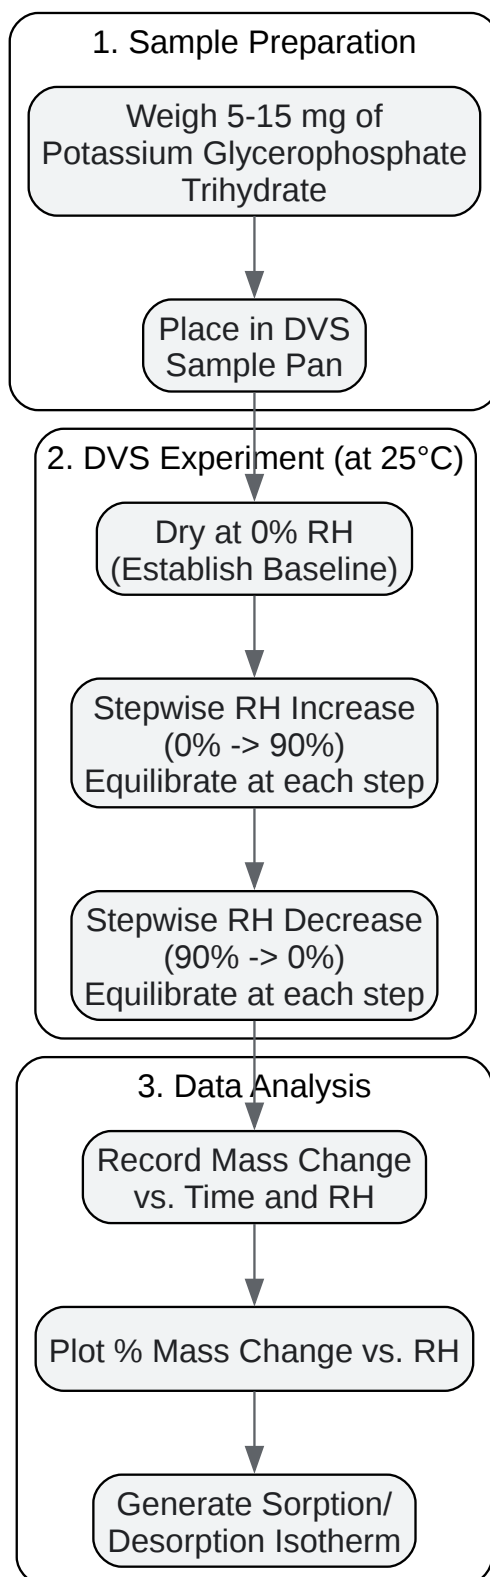 1. Sample Preparation
Weigh 5-15 mg of
Potassium Glycerophosphate
Trihydrate
Place in DVS
Sample Pan
2. DVS Experiment (at 25°C)
Dry at 0% RH
(Establish Baseline)
Stepwise RH Increase
(0% -> 90%)
Equilibrate at each step
Stepwise RH Decrease
(90% -> 0%)
Equilibrate at each step
3. Data Analysis
Record Mass Change
vs. Time and RH
Plot % Mass Change vs. RH
Generate Sorption/
Desorption Isotherm